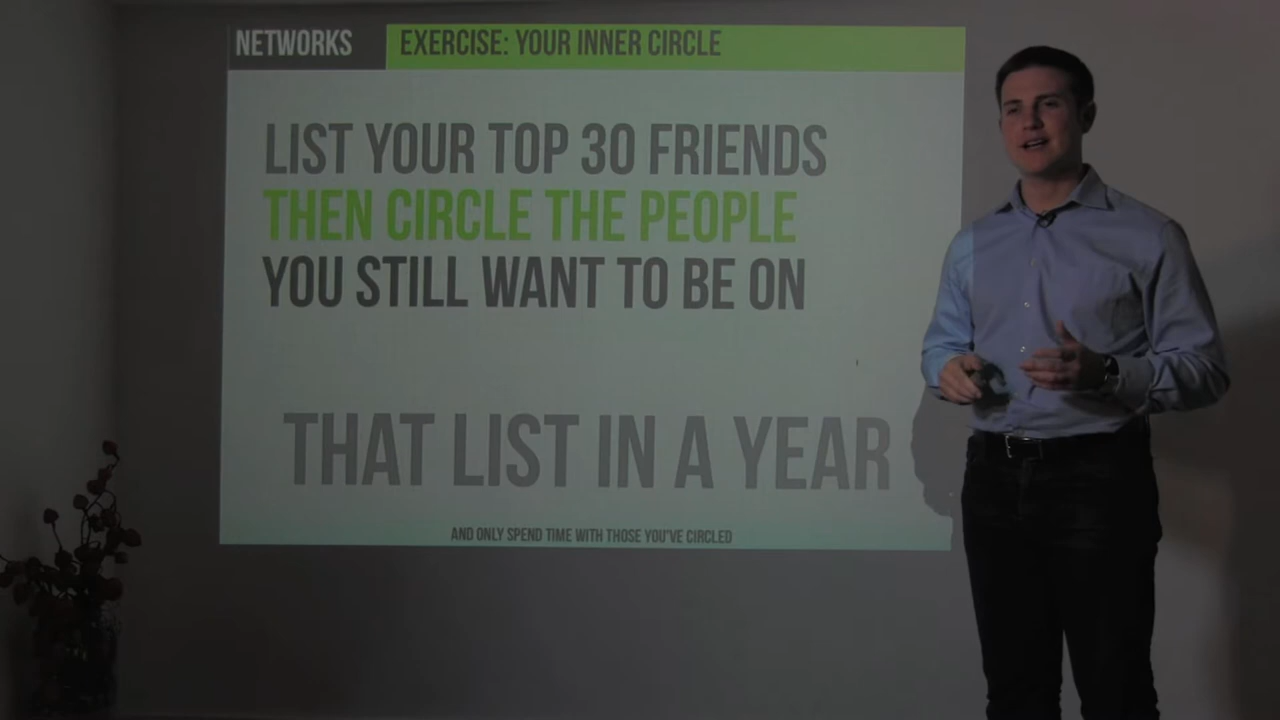 NETWORKS
EXERCISE: YOUR INNER CIRCLE
LIST YOUR TOP 30 FRIENDS
THEN CIRCLE THE PEOPLE
YOU STILL WANT TO BE ON
THAT LIST IN A YEAR
AND ONLY SPEND TIME WITH THOSE YOU'VE CIRCLED